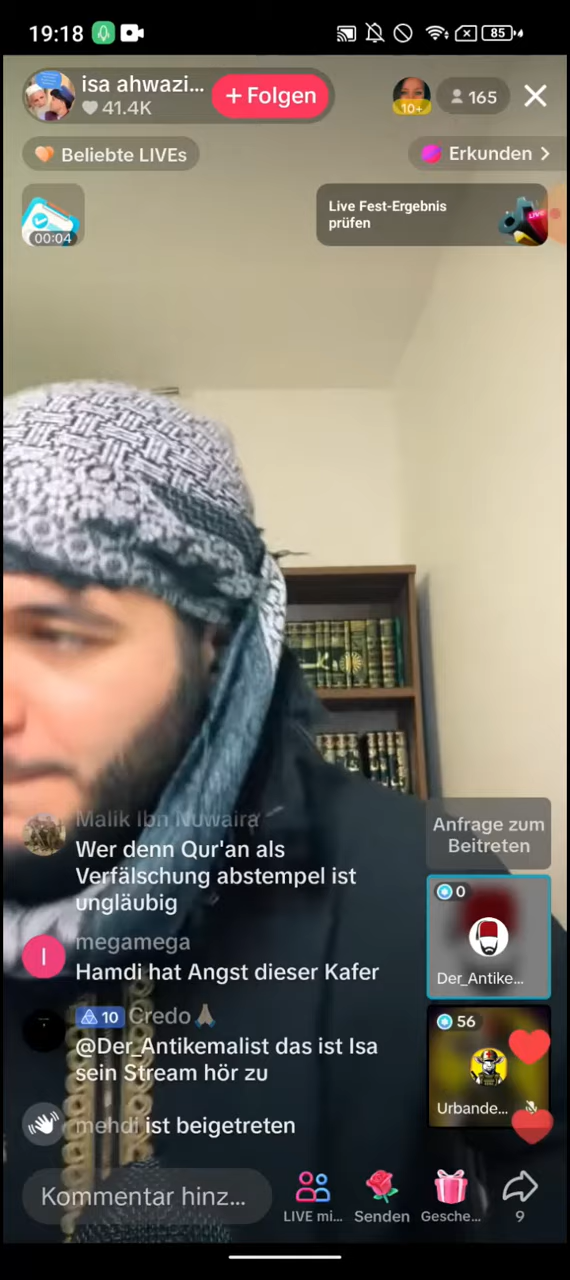 19:18
85
isa ahwazi...
41.4K
+ Folgen
10+
165
Beliebte LIVEs
Erkunden >
00:04
Live Fest-Ergebnis
prüfen
LIVE
Malik Ibn Nuwaira
Wer denn Qur'an als
Verfälschung abstempel ist
ungläubig
Anfrage zum
Beitreten
0
Der_Antike...
I
megamega
Hamdi hat Angst dieser Kafer
10 Credo🙏🏽
@Der_Antikemalist das ist Isa
sein Stream hör zu
56
Urbande...
mehdi ist beigetreten
Kommentar hinz...
LIVE mi...
Senden
Gesche...
9